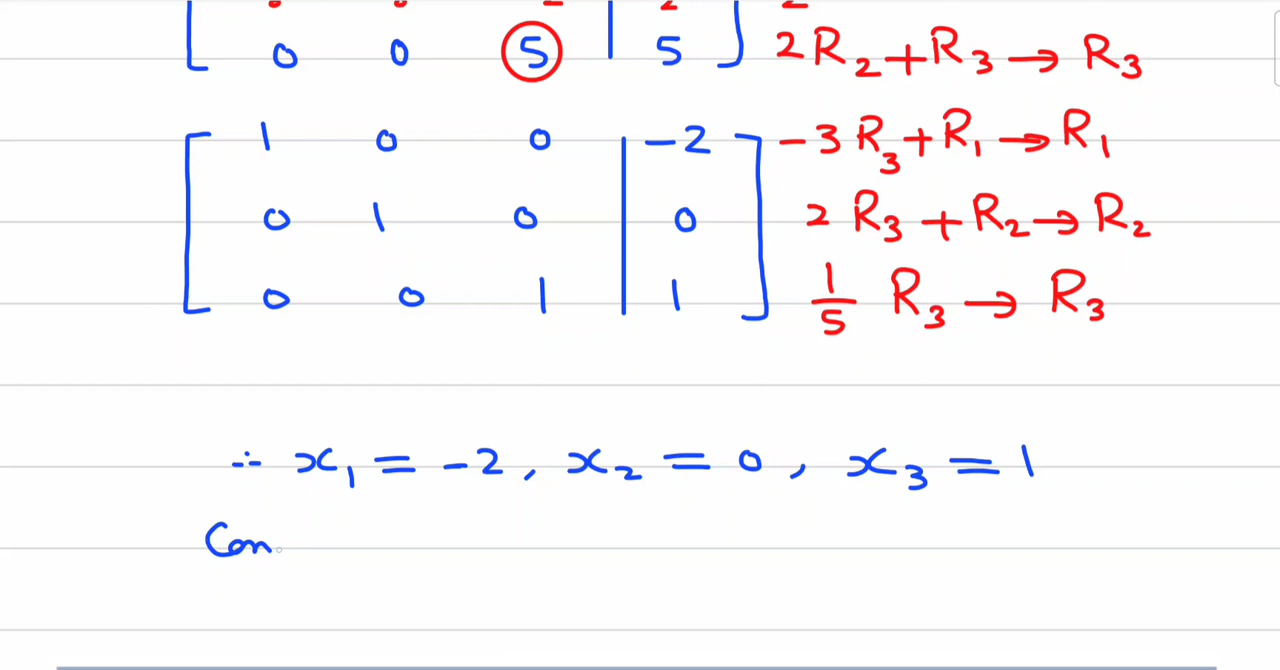 0 0 5 | 5 ] 2R₂+R₃→R₃
[ 1 0 0 | -2 ] -3R₃+R₁→R₁
0 1 0 | 0 2R₃+R₂→R₂
0 0 1 | 1 1/5 R₃→R₃
∴ x₁=-2, x₂=0, x₃=1
Con